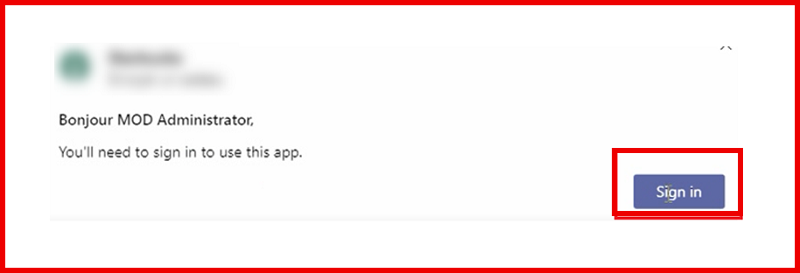 Bonjour MOD Administrator,
You'll need to sign in to use this app.
Sign in